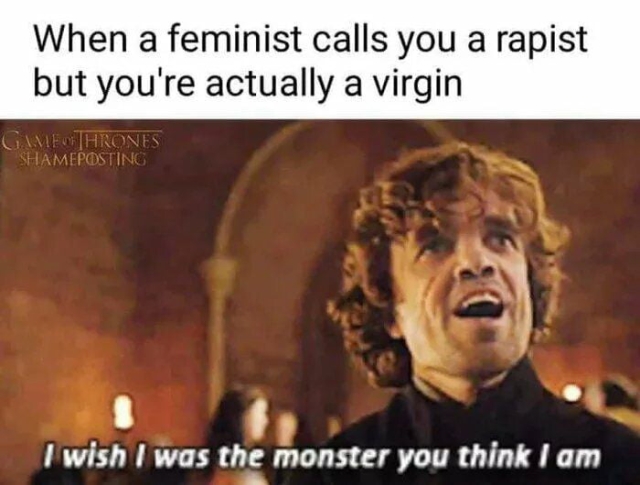 When a feminist calls you a rapist
but you're actually a virgin
GAME OF THRONES
SHAMEPOSTING
I wish I was the monster you think I am